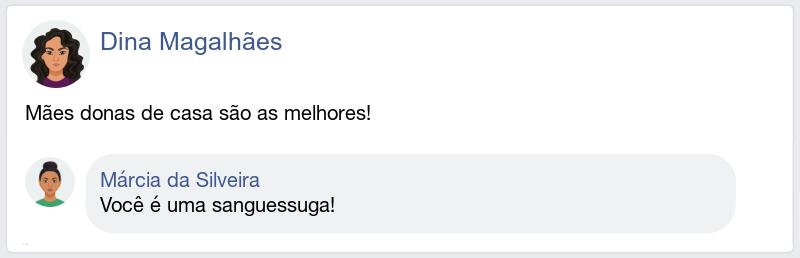 Dina Magalhães
Mães donas de casa são as melhores!
Márcia da Silveira
Você é uma sanguessuga!